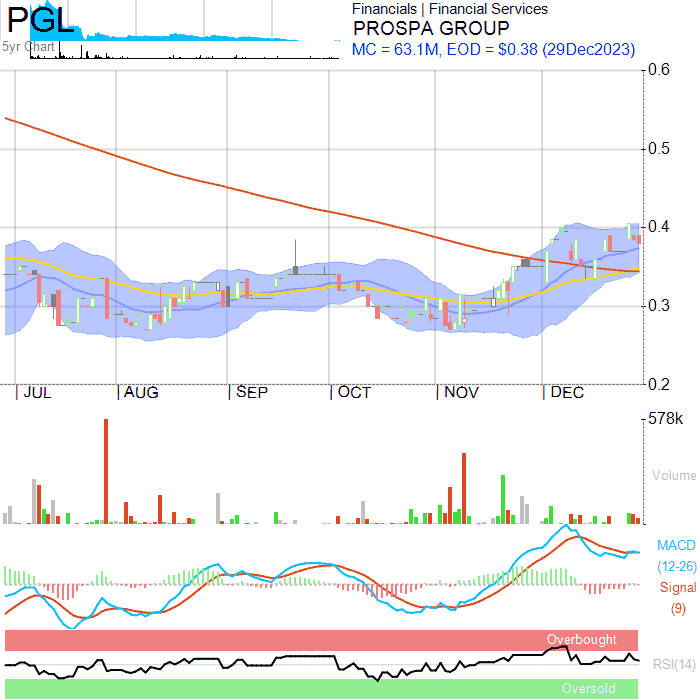 PGL
5yr Chart
Financials | Financial Services
PROSPA GROUP
MC = 63.1M, EOD = $0.38 (29Dec2023)
0.6
0.5
0.4
0.3
0.2
JUL AUG SEP OCT NOV DEC
578k
Volume
MACD
(12-26)
Signal
(9)
Overbought
RSI(14)
Oversold